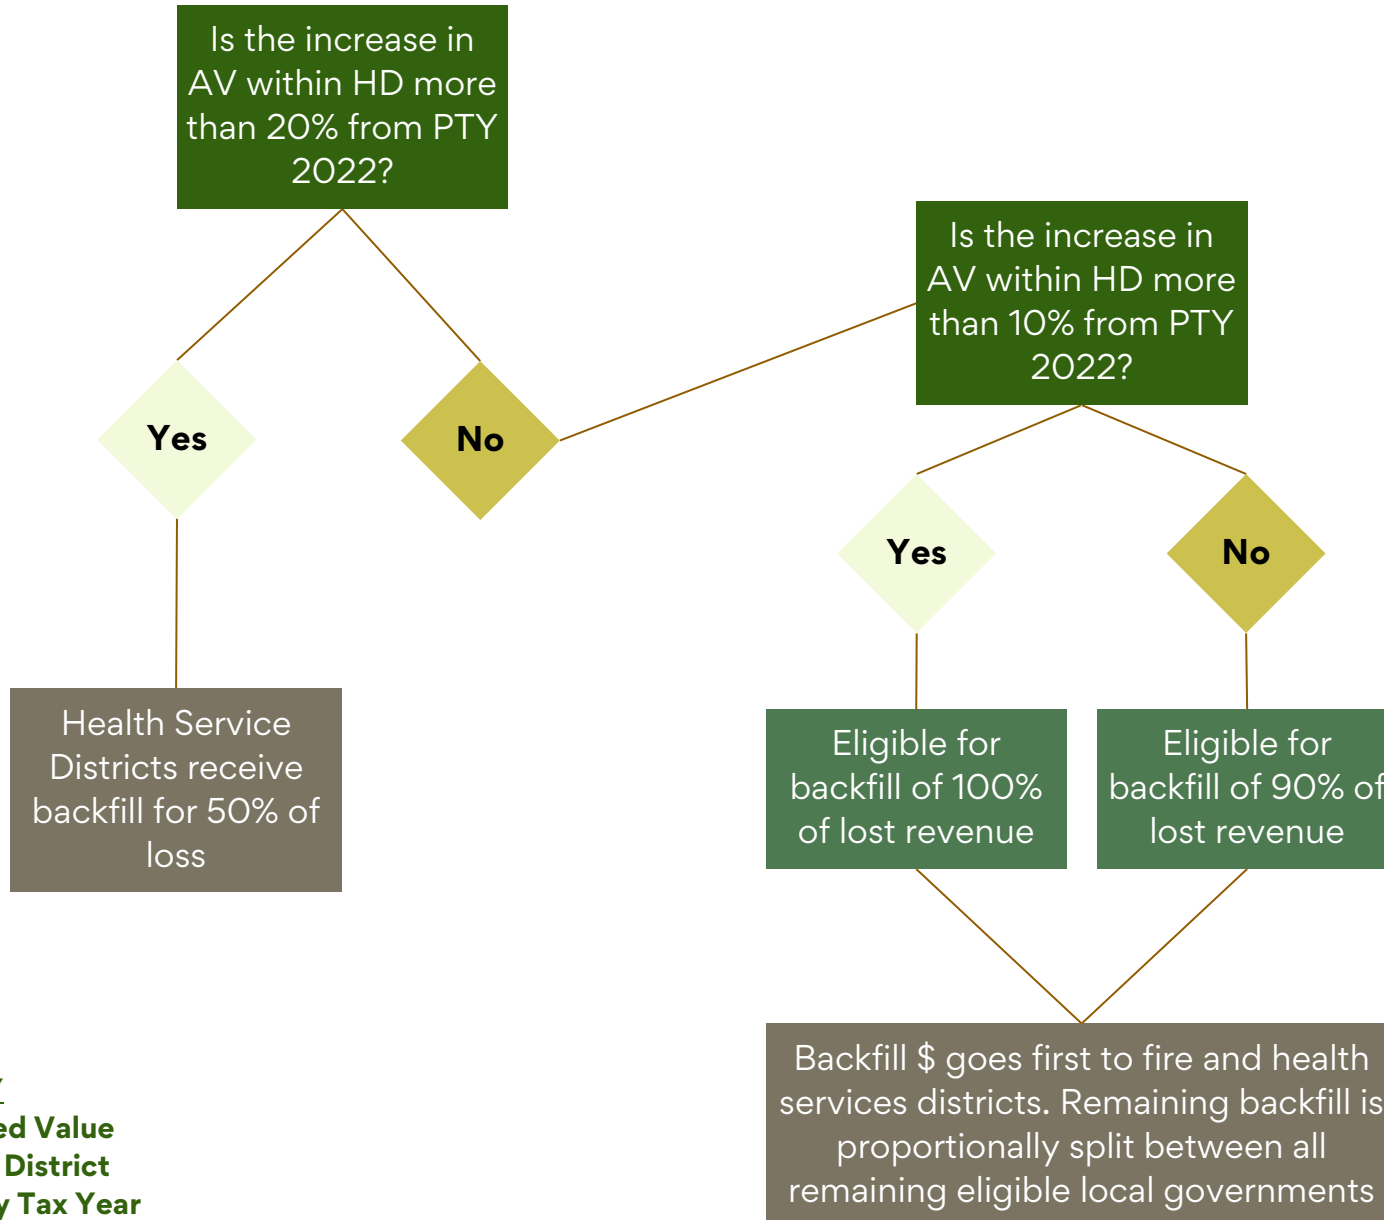 Is the increase in
AV within HD more
than 20% from PTY
2022?
Is the increase in
AV within HD more
than 10% from PTY
2022?
Yes
No
Yes
No
Health Service
Districts receive
backfill for 50% of
loss
Eligible for
backfill of 100%
of lost revenue
Eligible for
backfill of 90% of
lost revenue
Backfill $ goes first to fire and health
services districts. Remaining backfill is
proportionally split between all
remaining eligible local governments
Value
District
Tax Year